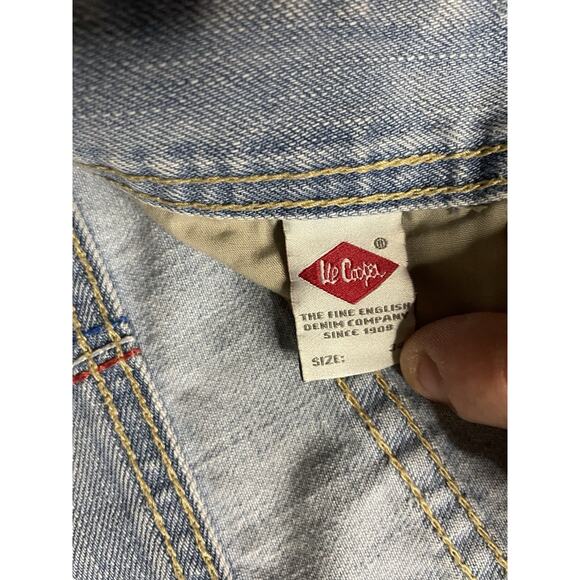 ®
Lee Cooper
THE FINE ENGLISH
DENIM COMPANY
SINCE 1908
SIZE: